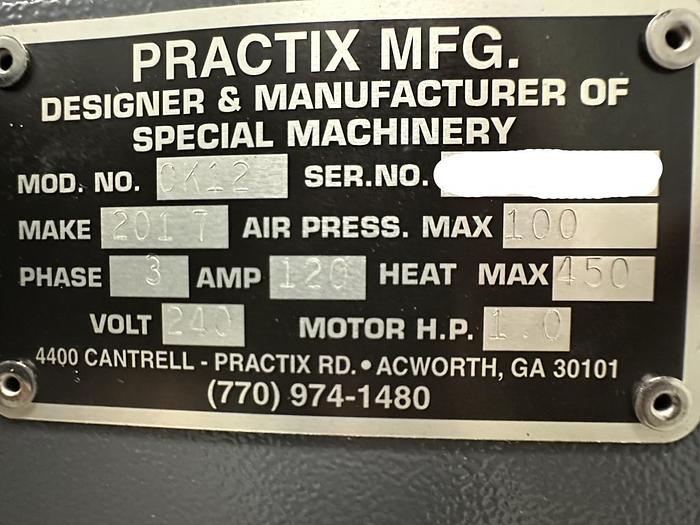 PRACTIX MFG.
DESIGNER & MANUFACTURER OF
SPECIAL MACHINERY
MOD. NO. OK12 SER.NO.
MAKE 2017 AIR PRESS. MAX 100
PHASE 3 AMP 120 HEAT MAX 450
VOLT 240 MOTOR H.P. 1.0
4400 CANTRELL - PRACTIX RD. • ACWORTH, GA 30101
(770) 974-1480